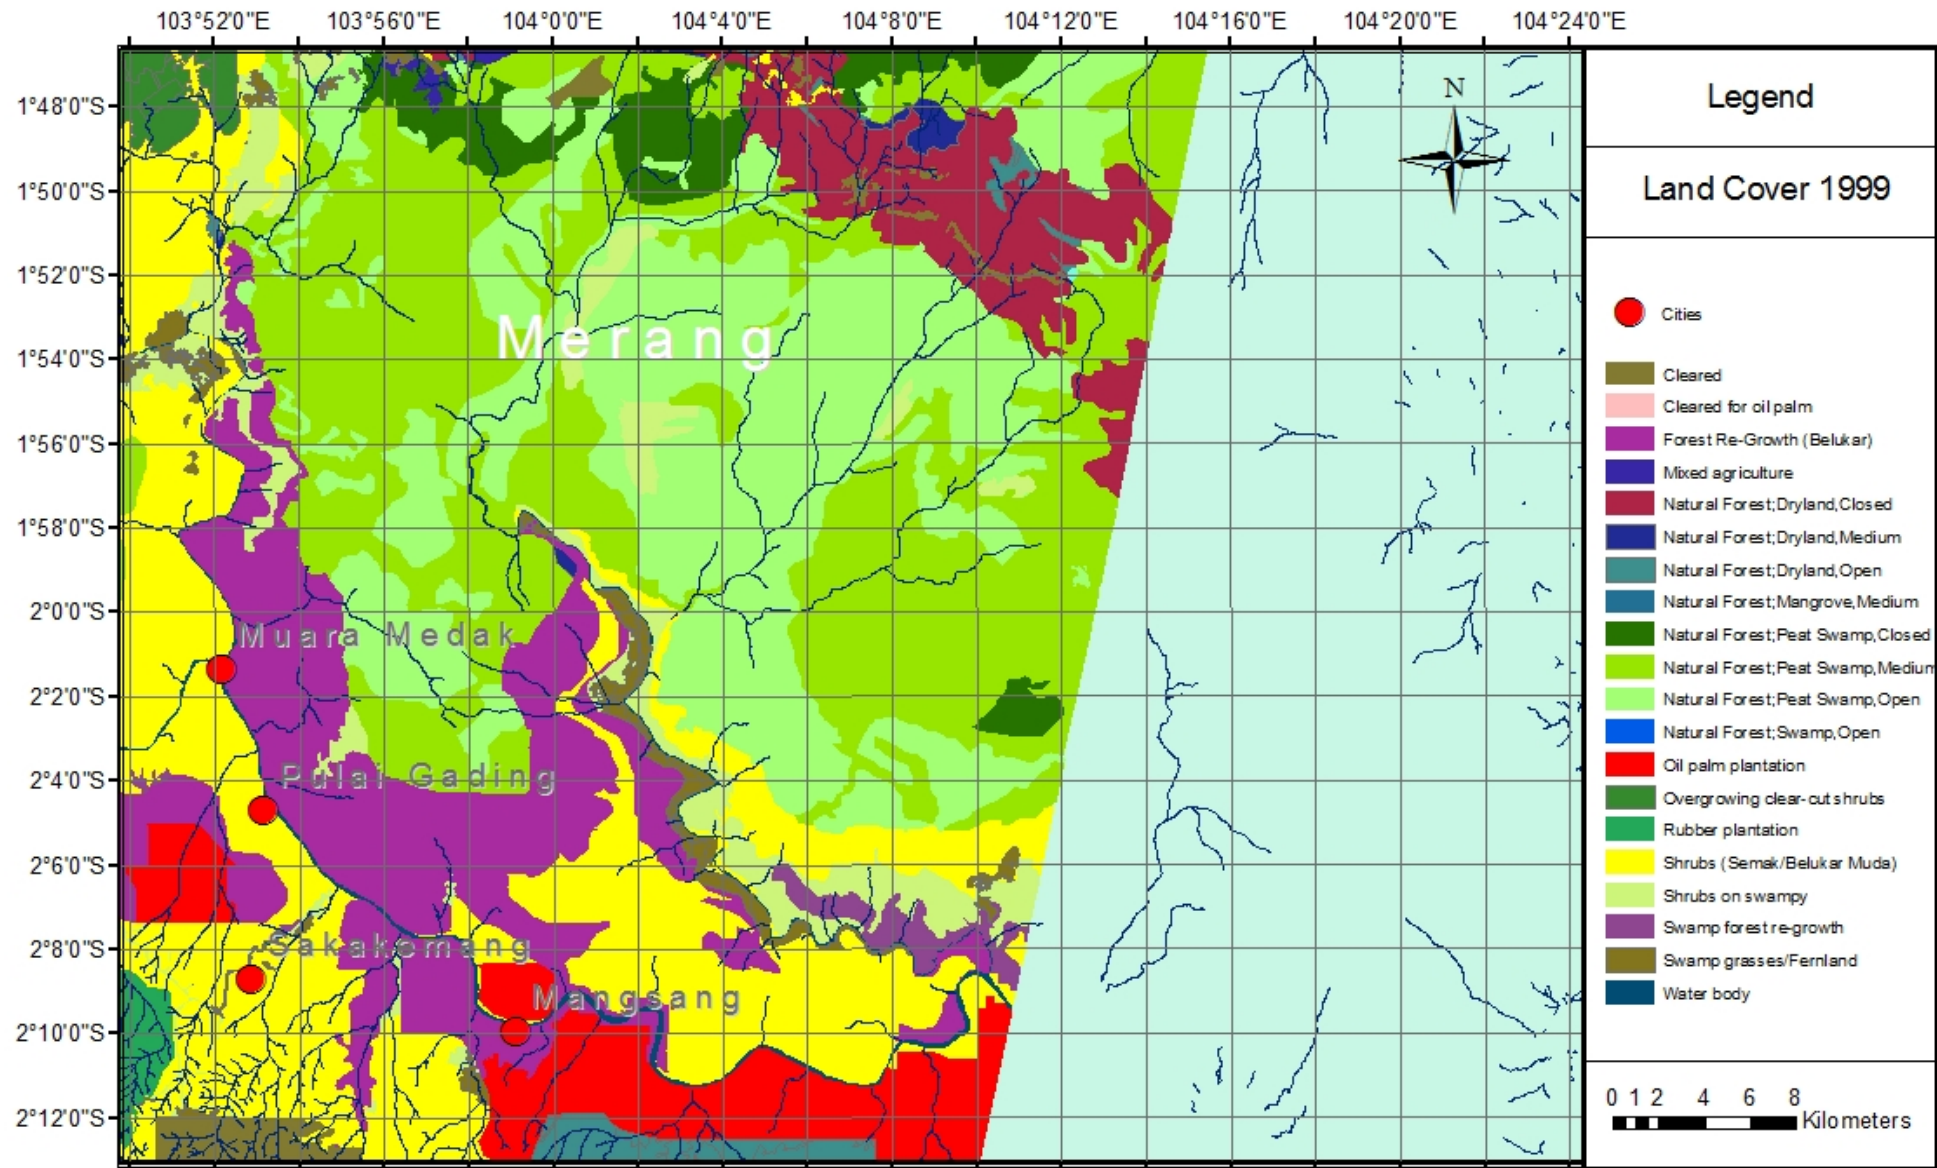 103°52'0"E 103°56'0"E 104°0'0"E 104°4'0"E 104°8'0"E 104°12'0"E 104°16'0"E 104°20'0"E 104°24'0"E
1°48'0"S
1°50'0"S
1°52'0"S
1°54'0"S
1°56'0"S
1°58'0"S
2°0'0"S
2°2'0"S
2°4'0"S
2°6'0"S
2°8'0"S
2°10'0"S
2°12'0"S
N
Merang
Muara Medak
Pulai Gading
Sakakemang
Mangsang
Legend
Land Cover 1999
Cities
Cleared
Cleared for oil palm
Forest Re-Growth (Belukar)
Mixed agriculture
Natural Forest;Dryland,Closed
Natural Forest;Dryland,Medium
Natural Forest;Dryland,Open
Natural Forest;Mangrove,Medium
Natural Forest;Peat Swamp,Closed
Natural Forest;Peat Swamp,Medium
Natural Forest;Peat Swamp,Open
Natural Forest;Swamp,Open
Oil palm plantation
Overgrowing clear-cut shrubs
Rubber plantation
Shrubs (Semak/Belukar Muda)
Shrubs on swampy
Swamp forest re-growth
Swamp grasses/Fernland
Water body
0 1 2 4 6 8
Kilometers